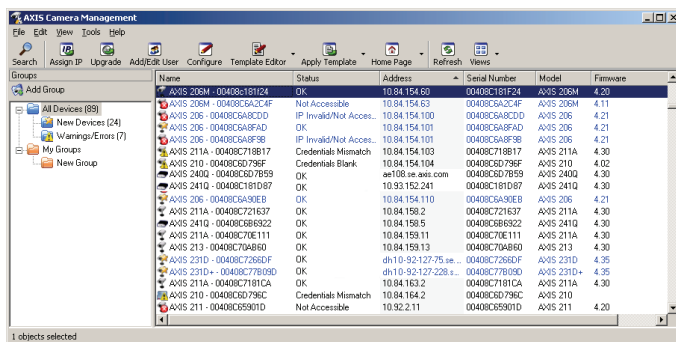 AXIS Camera Management
File Edit View Tools Help
Search Assign IP Upgrade Add/Edit User Configure Template Editor Apply Template Home Page Refresh Views
Groups
Add Group
All Devices (89)
New Devices (24)
Warnings/Errors (7)
My Groups
New Group
Name Status Address Serial Number Model Firmware
AXIS 206M - 00408c181f24 OK 10.84.154.60 00408C181F24 AXIS 206M 4.20
AXIS 206M - 00408C6A2C4F Not Accessible 10.84.154.63 00408C6A2C4F AXIS 206M 4.11
AXIS 206 - 00408C6A8CDD IP Invalid/Not Acces... 10.84.154.100 00408C6A8CDD AXIS 206 4.21
AXIS 206 - 00408C6A8FAD OK 10.84.154.101 00408C6A8FAD AXIS 206 4.21
AXIS 206 - 00408C6A8F9B IP Invalid/Not Acces... 10.84.154.101 00408C6A8F9B AXIS 206 4.21
AXIS 211A - 00408C718B17 Credentials Mismatch 10.84.154.103 00408C718B17 AXIS 211A 4.30
AXIS 210 - 00408C6D796F Credentials Blank 10.84.154.104 00408C6D796F AXIS 210 4.02
AXIS 240Q - 00408C6D7B59 OK ae108.se.axis.com 00408C6D7B59 AXIS 240Q 4.30
AXIS 241Q - 00408C181D87 OK 10.93.152.241 00408C181D87 AXIS 241Q 4.30
AXIS 206 - 00408C6A90EB OK 10.84.154.110 00408C6A90EB AXIS 206 4.21
AXIS 211A - 00408C721637 OK 10.84.158.2 00408C721637 AXIS 211A 4.30
AXIS 241Q - 00408C6B6922 OK 10.84.158.5 00408C6B6922 AXIS 241Q 4.30
AXIS 211A - 00408C70E111 OK 10.84.159.11 00408C70E111 AXIS 211A 4.30
AXIS 213 - 00408C70AB60 OK 10.84.159.13 00408C70AB60 AXIS 213 4.30
AXIS 231D - 00408C7266DF OK dh10-92-127-75.se... 00408C7266DF AXIS 231D 4.35
AXIS 231D+ - 00408C77B09D OK dh10-92-127-228.s... 00408C77B09D AXIS 231D+ 4.35
AXIS 211A - 00408C7181CA OK 10.84.163.2 00408C7181CA AXIS 211A 4.30
AXIS 210 - 00408C6D796C Credentials Mismatch 10.84.164.2 00408C6D796C AXIS 210
AXIS 211 - 00408C65901D Not Accessible 10.92.2.11 00408C65901D AXIS 211 4.20
1 objects selected